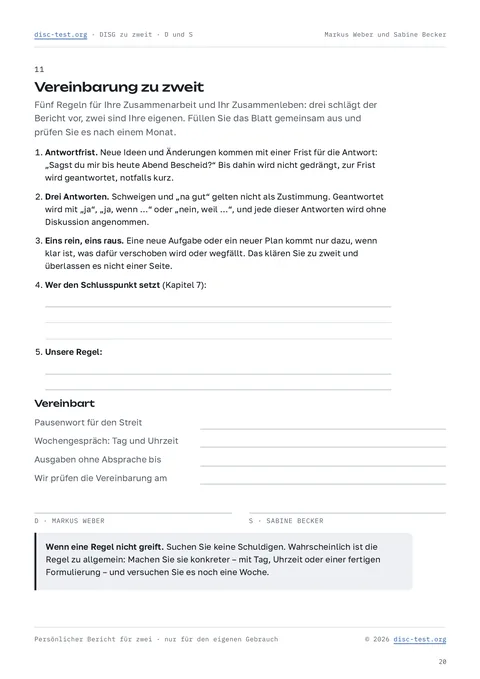 disc-test.org · DISG zu zweit · D und S
Markus Weber und Sabine Becker
11
Vereinbarung zu zweit
Fünf Regeln für Ihre Zusammenarbeit und Ihr Zusammenleben: drei schlägt der
Bericht vor, zwei sind Ihre eigenen. Füllen Sie das Blatt gemeinsam aus und
prüfen Sie es nach einem Monat.
1. Antwortfrist. Neue Ideen und Änderungen kommen mit einer Frist für die Antwort:
„Sagst du mir bis heute Abend Bescheid?“ Bis dahin wird nicht gedrängt, zur Frist
wird geantwortet, notfalls kurz.
2. Drei Antworten. Schweigen und „na gut“ gelten nicht als Zustimmung. Geantwortet
wird mit „ja“, „ja, wenn …“ oder „nein, weil …“, und jede dieser Antworten wird ohne
Diskussion angenommen.
3. Eins rein, eins raus. Eine neue Aufgabe oder ein neuer Plan kommt nur dazu, wenn
klar ist, was dafür verschoben wird oder wegfällt. Das klären Sie zu zweit und
überlassen es nicht einer Seite.
4. Wer den Schlusspunkt setzt (Kapitel 7):
5. Unsere Regel:
Vereinbart
Pausenwort für den Streit
Wochengespräch: Tag und Uhrzeit
Ausgaben ohne Absprache bis
Wir prüfen die Vereinbarung am
D · MARKUS WEBER
S · SABINE BECKER
Wenn eine Regel nicht greift. Suchen Sie keine Schuldigen. Wahrscheinlich ist die
Regel zu allgemein: Machen Sie sie konkreter – mit Tag, Uhrzeit oder einer fertigen
Formulierung – und versuchen Sie es noch eine Woche.
Persönlicher Bericht für zwei · nur für den eigenen Gebrauch
© 2026 disc-test.org
20